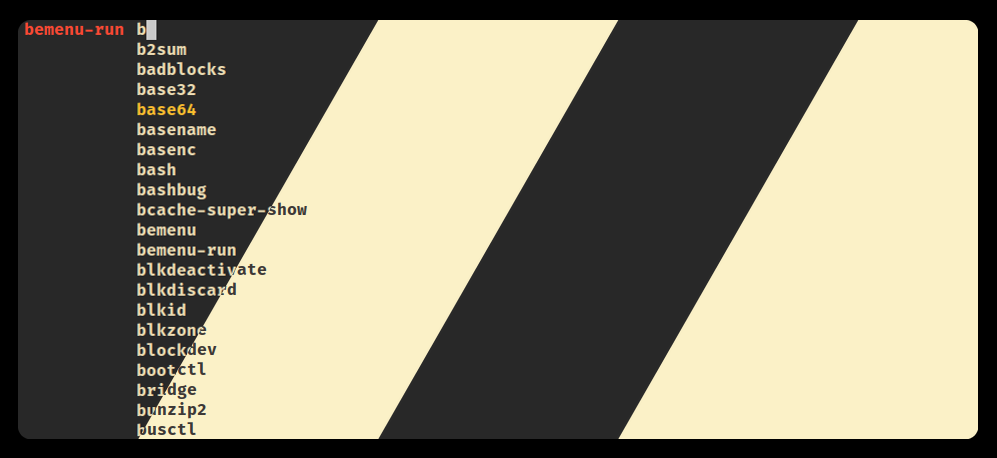 bemenu-run b
b2sum
badblocks
base32
base64
basename
basenc
bash
bashbug
bcache-super-show
bemenu
bemenu-run
blkdeactivate
blkdiscard
blkid
blkzone
blockdev
bootctl
bridge
bunzip2
busctl